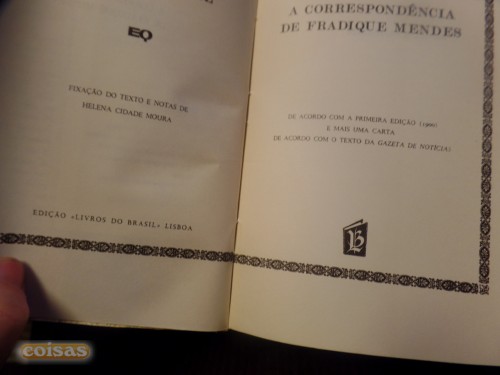 EQ
FIXAÇÃO DO TEXTO E NOTAS DE
HELENA CIDADE MOURA
EDIÇÃO «LIVROS DO BRASIL» LISBOA
A CORRESPONDÊNCIA
DE FRADIQUE MENDES
DE ACORDO COM A PRIMEIRA EDIÇÃO (1900)
E MAIS UMA CARTA
DE ACORDO COM O TEXTO DA GAZETA DE NOTÍCIAS
coisas